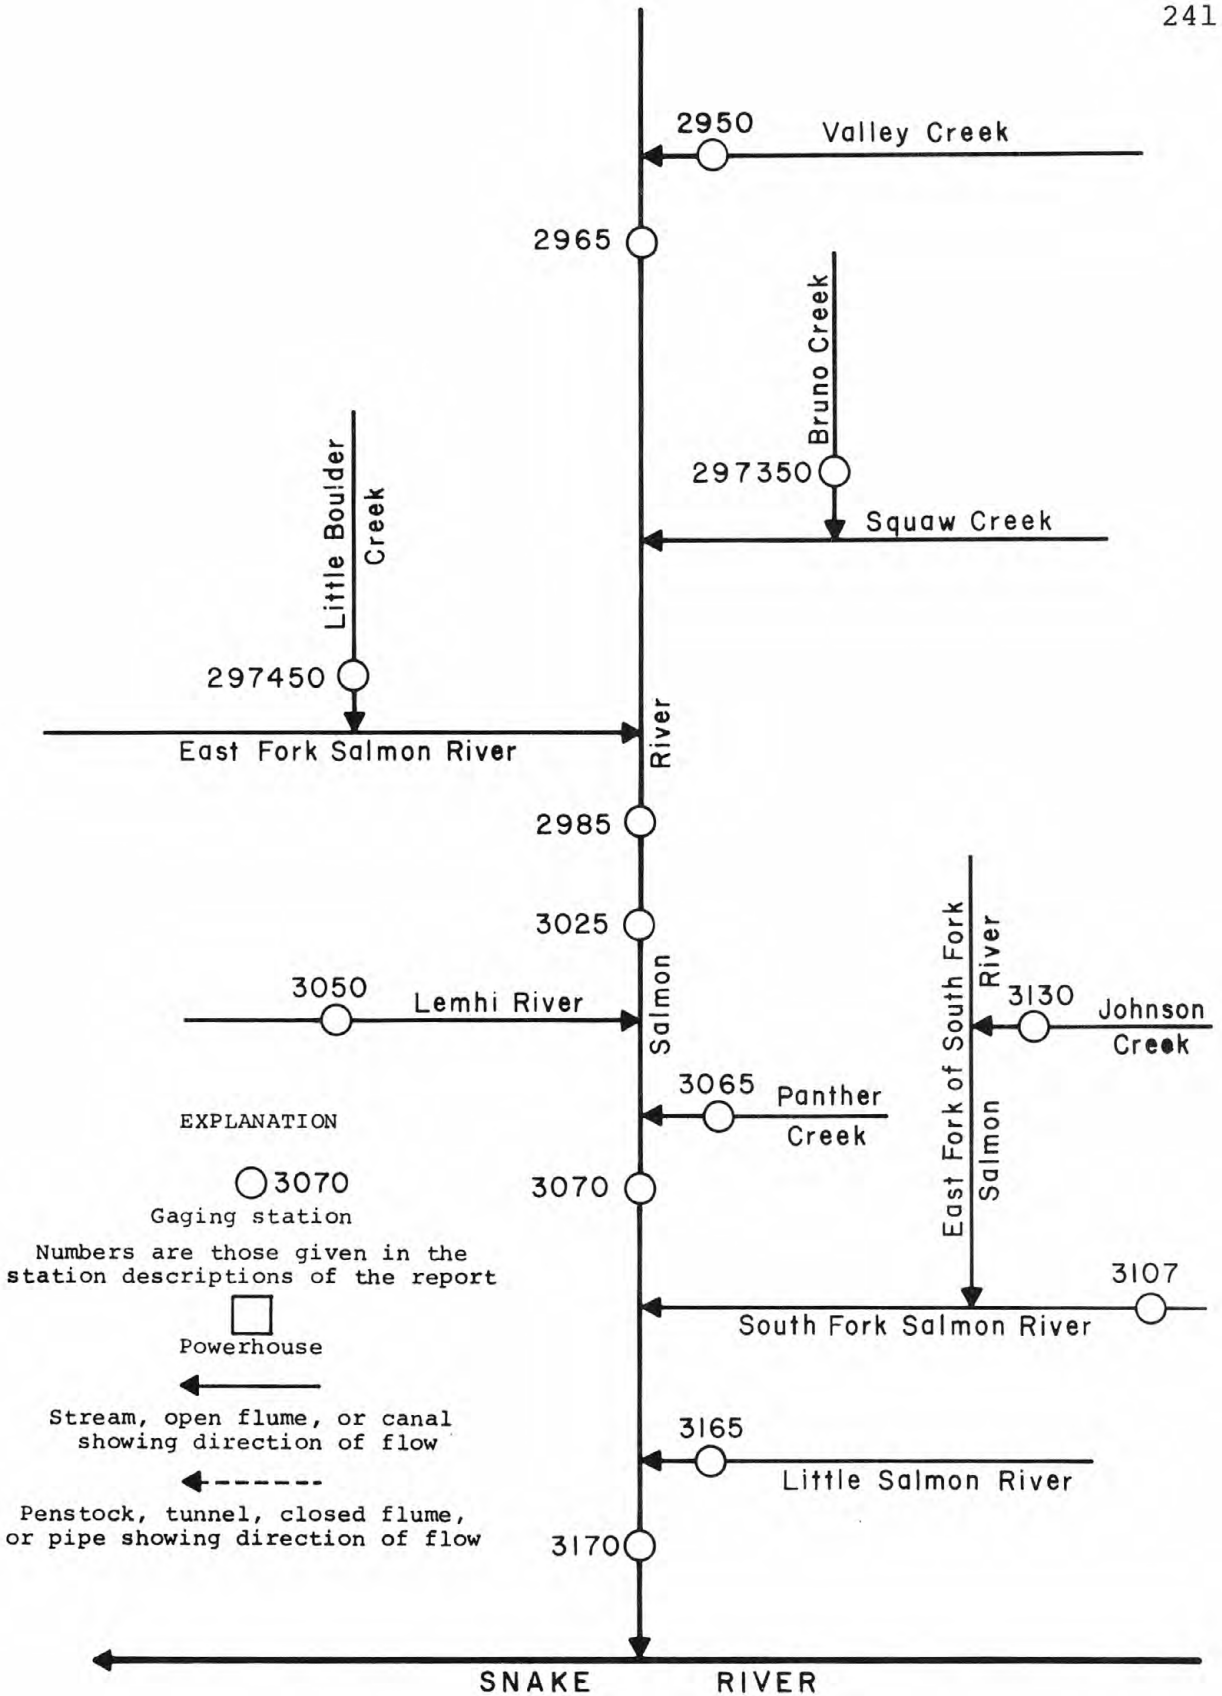 241
2950
Valley Creek
2965
Bruno Creek
297350
Squaw Creek
Little Boulder
Creek
297450
East Fork Salmon River
River
2985
3025
Salmon
3050
Lemhi River
East Fork of South Fork
Salmon River
3130
Johnson
Creek
3065
Panther
Creek
3070
3107
South Fork Salmon River
3165
Little Salmon River
3170
SNAKE RIVER
EXPLANATION
3070
Gaging station
Numbers are those given in the
station descriptions of the report
Powerhouse
Stream, open flume, or canal
showing direction of flow
Penstock, tunnel, closed flume,
or pipe showing direction of flow